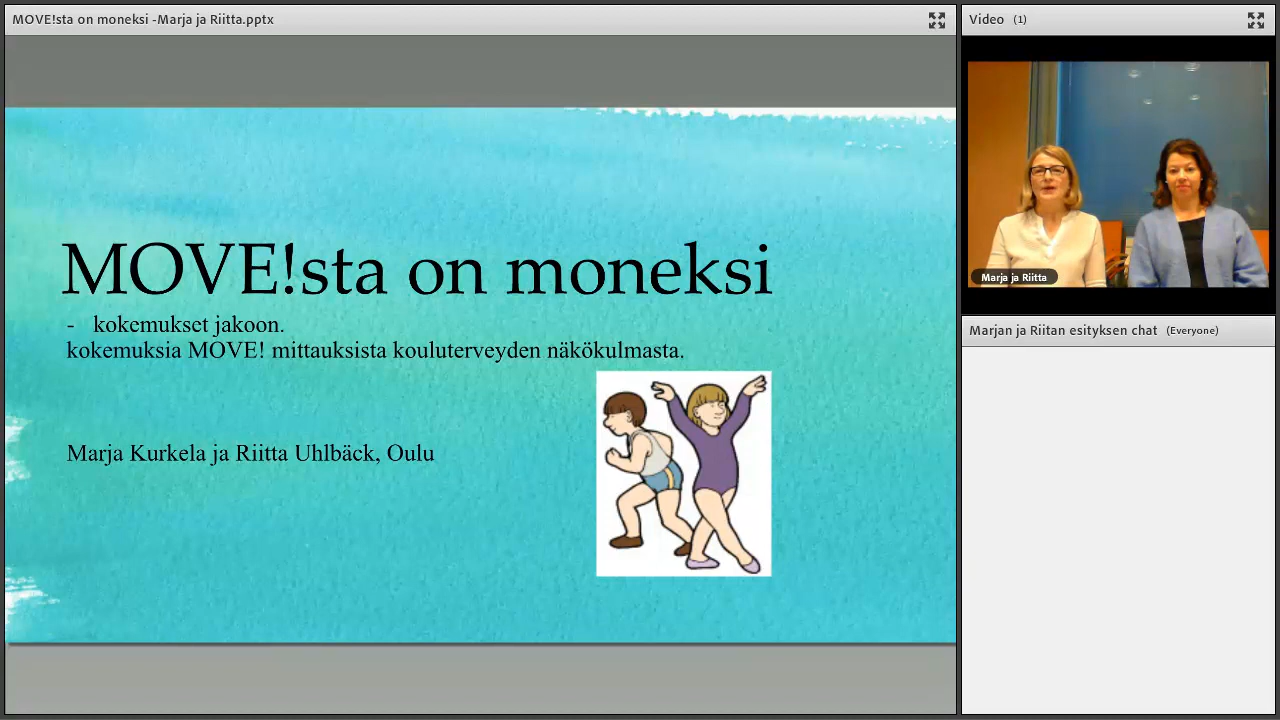 MOVE!sta on moneksi -Marja ja Riitta.pptx
MOVE!sta on moneksi
- kokemukset jakoon.
kokemuksia MOVE! mittauksista kouluterveyden näkökulmasta.
Marja Kurkela ja Riitta Uhlbäck, Oulu
Video (1)
Marja ja Riitta
Marjan ja Riitan esityksen chat (Everyone)